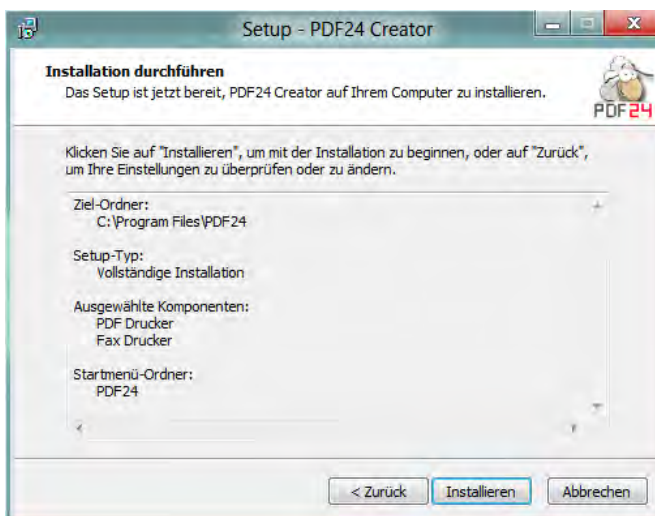 Setup - PDF24 Creator
Installation durchführen
Das Setup ist jetzt bereit, PDF24 Creator auf Ihrem Computer zu installieren.
PDF24
Klicken Sie auf "Installieren", um mit der Installation zu beginnen, oder auf "Zurück",
um Ihre Einstellungen zu überprüfen oder zu ändern.
Ziel-Ordner:
C:\Program Files\PDF24
Setup-Typ:
Vollständige Installation
Ausgewählte Komponenten:
PDF Drucker
Fax Drucker
Startmenü-Ordner:
PDF24
< Zurück
Installieren
Abbrechen